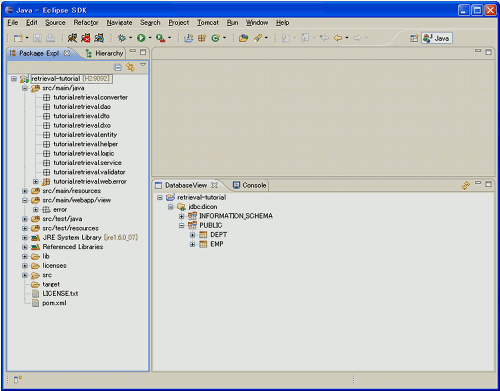 Java - Eclipse SDK
File Edit Source Refactor Navigate Search Project Tomcat Run Window Help
Java
Package Expl
Hierarchy
retrieval-tutorial [H29092]
src/main/java
tutorial.retrieval.converter
tutorial.retrieval.dao
tutorial.retrieval.dto
tutorial.retrieval.dxo
tutorial.retrieval.entity
tutorial.retrieval.helper
tutorial.retrieval.logic
tutorial.retrieval.service
tutorial.retrieval.validator
tutorial.retrieval.web.error
src/main/resources
src/main/webapp/view
error
src/test/java
src/test/resources
JRE System Library [jre1.6.0_07]
Referenced Libraries
lib
licenses
src
target
LICENSE.txt
pom.xml
DatabaseView
Console
retrieval-tutorial
jdbc.dicon
INFORMATION_SCHEMA
PUBLIC
DEPT
EMP